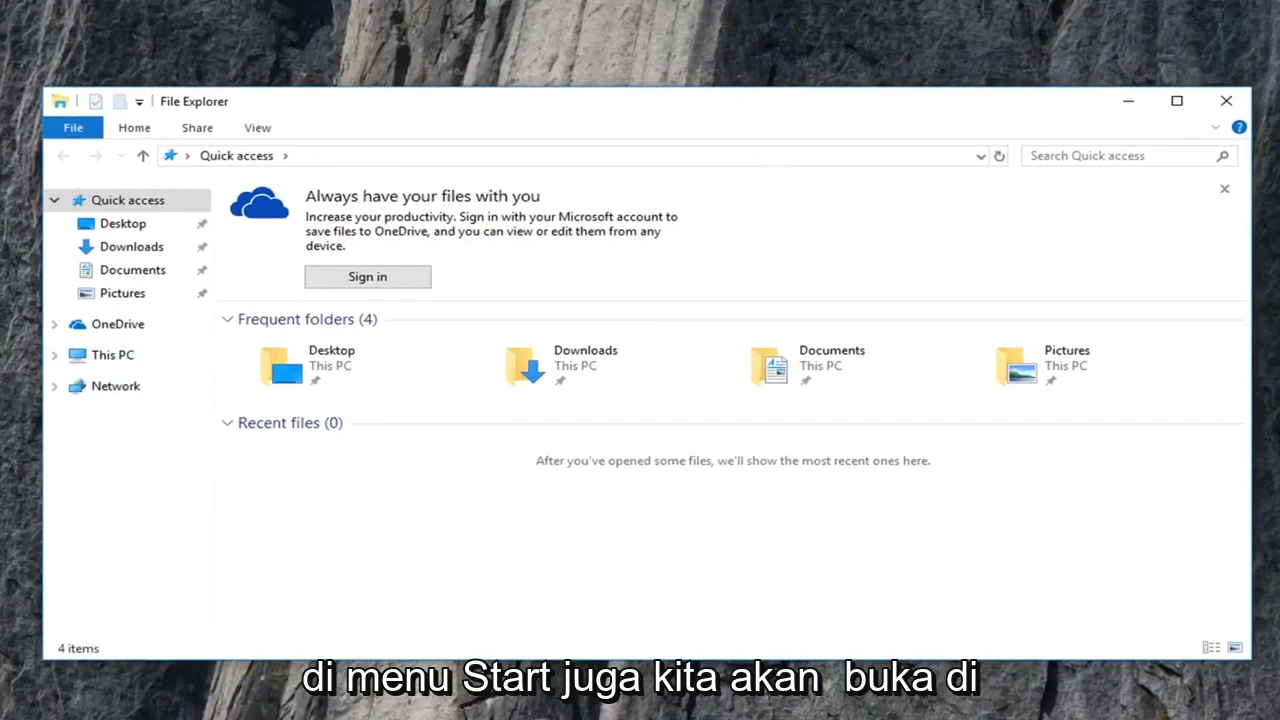 File Explorer
File Home Share View
Quick access
Search Quick access
Quick access
Desktop
Downloads
Documents
Pictures
OneDrive
This PC
Network
Always have your files with you
Increase your productivity. Sign in with your Microsoft account to
save files to OneDrive, and you can view or edit them from any
device.
Sign in
Frequent folders (4)
Desktop
This PC
Downloads
This PC
Documents
This PC
Pictures
This PC
Recent files (0)
After you've opened some files, we'll show the most recent ones here.
4 items
di menu Start juga kita akan buka di